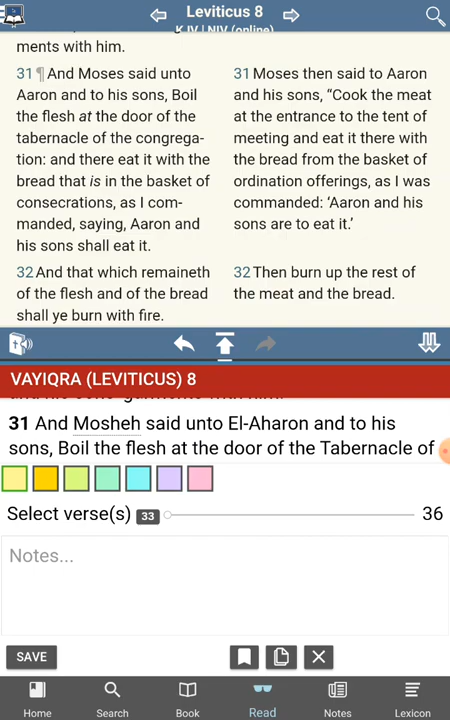 Leviticus 8
KJV | NIV (online)
ments with him.
31 ¶ And Moses said unto
Aaron and to his sons, Boil
the flesh at the door of the
tabernacle of the congrega-
tion: and there eat it with the
bread that is in the basket of
consecrations, as I com-
manded, saying, Aaron and
his sons shall eat it.
32 And that which remaineth
of the flesh and of the bread
shall ye burn with fire.
31 Moses then said to Aaron
and his sons, “Cook the meat
at the entrance to the tent of
meeting and eat it there with
the bread from the basket of
ordination offerings, as I was
commanded: ‘Aaron and his
sons are to eat it.’
32 Then burn up the rest of
the meat and the bread.
VAYIQRA (LEVITICUS) 8
and his sons' garments with him.
31 And Mosheh said unto El-Aharon and to his
sons, Boil the flesh at the door of the Tabernacle of
Select verse(s) 33 36
Notes...
SAVE
Home Search Book Read Notes Lexicon